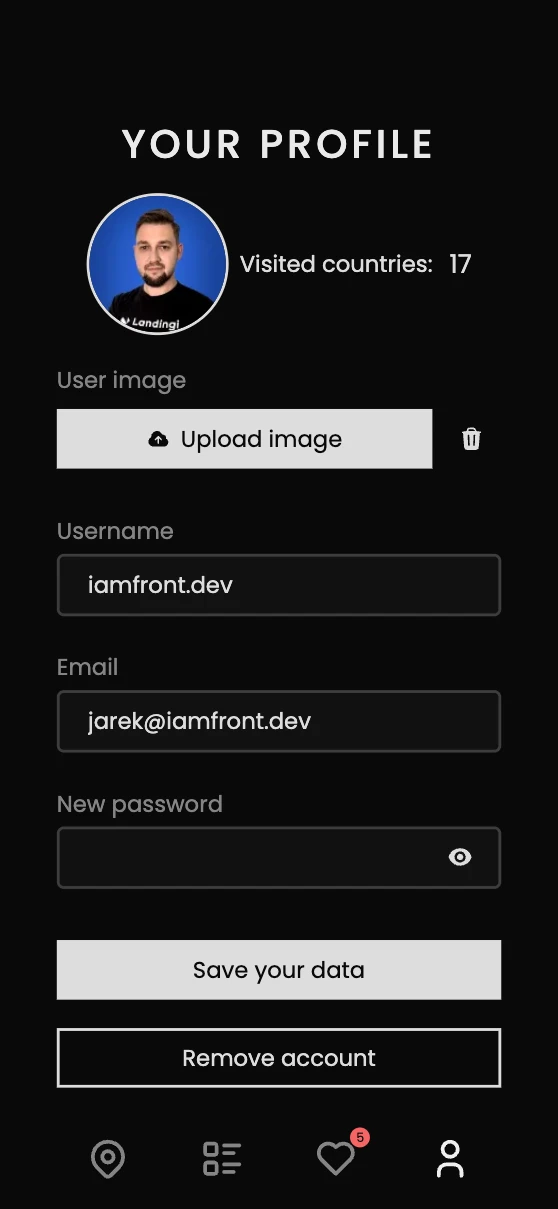 YOUR PROFILE
Visited countries: 17
Landingi
User image
Upload image
Username
iamfront.dev
Email
jarek@iamfront.dev
New password
Save your data
Remove account
5